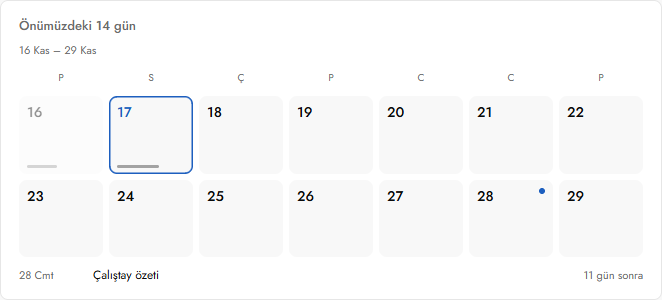 Önümüzdeki 14 gün
16 Kas – 29 Kas
P S Ç P C C P
16 17 18 19 20 21 22
23 24 25 26 27 28 29
28 Cmt Çalıştay özeti 11 gün sonra